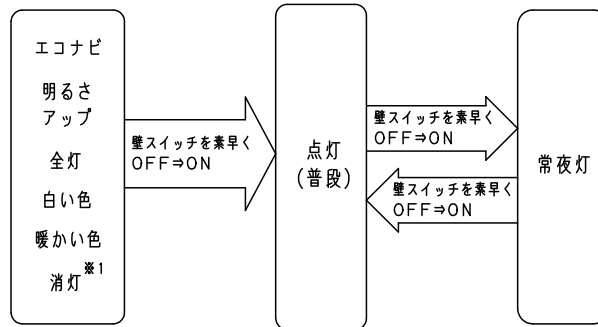 エコナビ
明るさ
アップ
全灯
白い色
暖かい色
消灯※1
壁スイッチを素早く
OFF⇒ON
点灯
(普段)
壁スイッチを素早く
OFF⇒ON
壁スイッチを素早く
OFF⇒ON
常夜灯